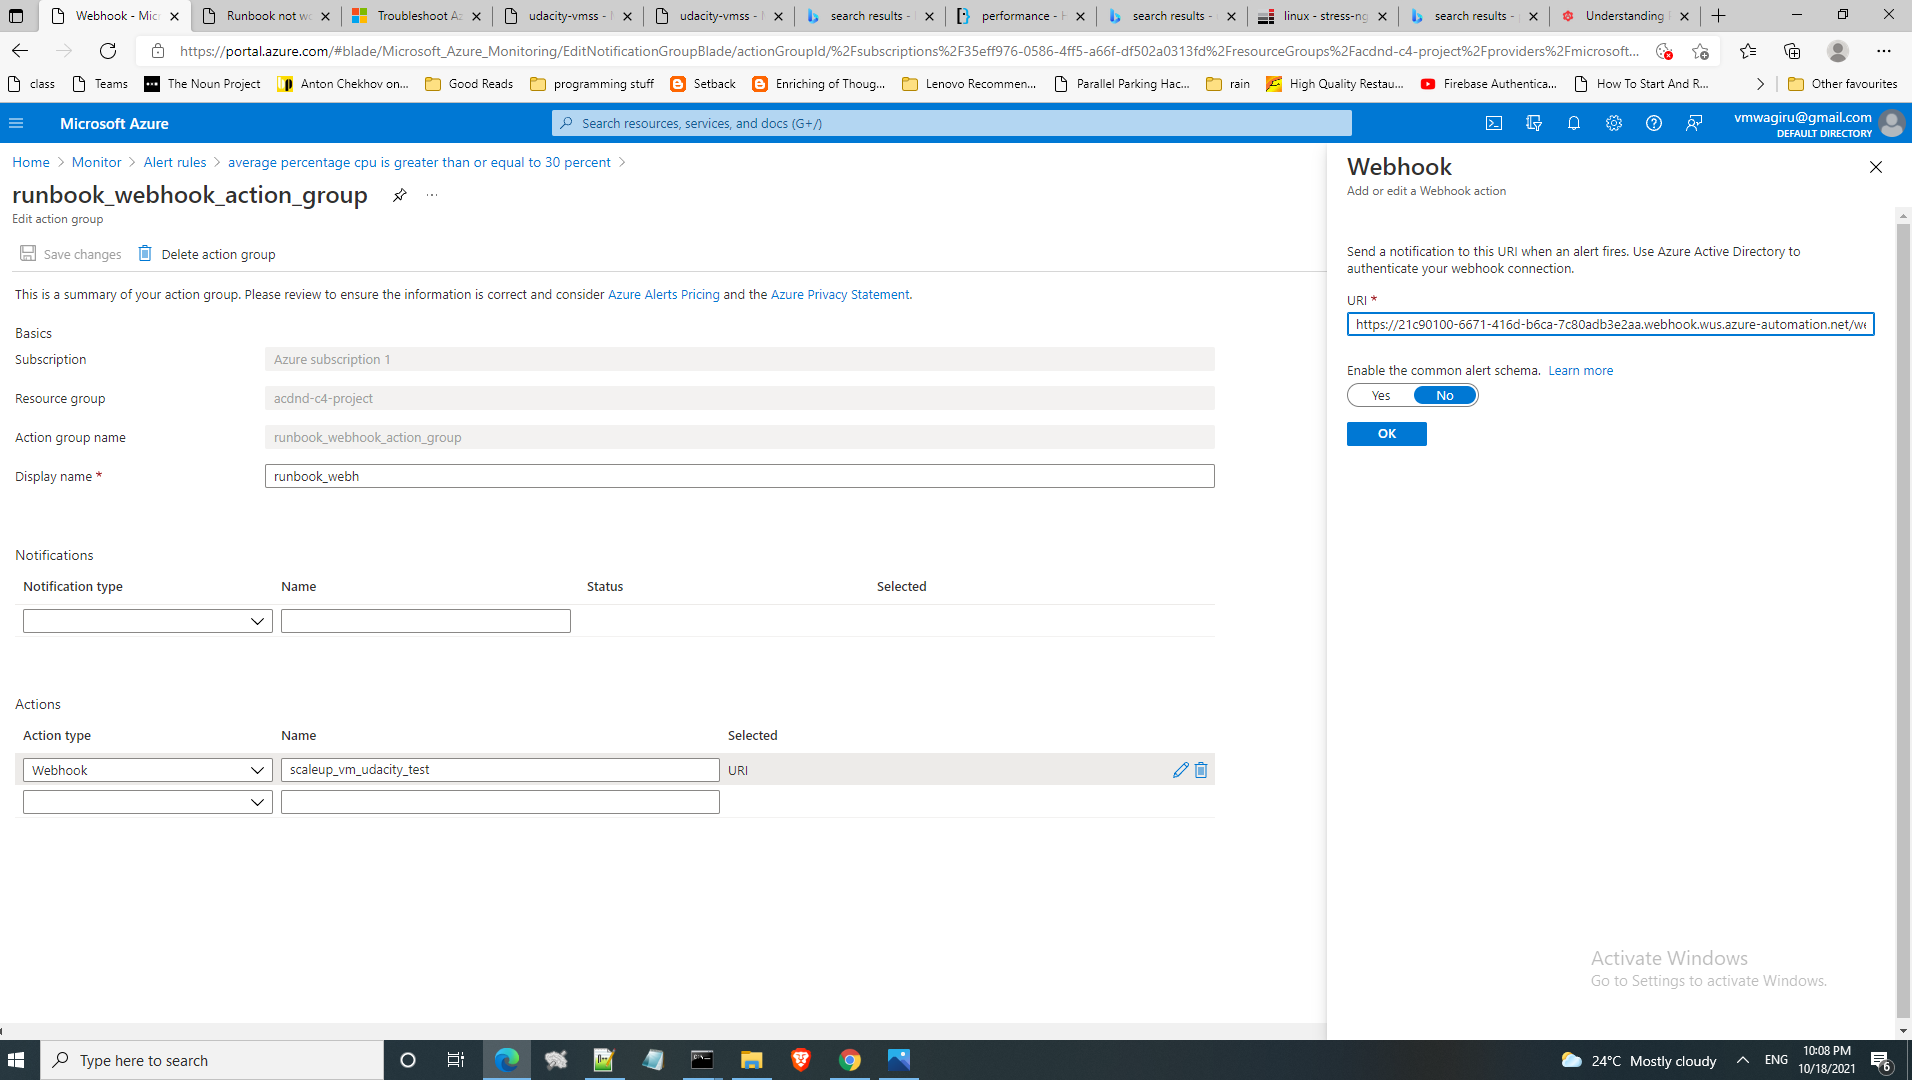 Webhook - Micr
Runbook not wo
Troubleshoot Az
udacity-vmss -
udacity-vmss -
search results -
performance - H
search results -
linux - stress-ng
search results -
Understanding
https://portal.azure.com/#blade/Microsoft_Azure_Monitoring/EditNotificationGroupBlade/actionGroupId/%2Fsubscriptions%2F35eff976-0586-4ff5-a66f-df502a0313fd%2FresourceGroups%2Facdnd-c4-project%2Fproviders%2Fmicrosoft...
class
Teams
The Noun Project
Anton Chekhov on...
Good Reads
programming stuff
Setback
Enriching of Thoug...
Lenovo Recommen...
Parallel Parking Hac...
rain
High Quality Restau...
Firebase Authentica...
How To Start And R...
Other favourites
Microsoft Azure
Search resources, services, and docs (G+/)
vmwagiru@gmail.com
DEFAULT DIRECTORY
Home > Monitor > Alert rules > average percentage cpu is greater than or equal to 30 percent >
runbook_webhook_action_group
...
Edit action group
Save changes
Delete action group
This is a summary of your action group. Please review to ensure the information is correct and consider Azure Alerts Pricing and the Azure Privacy Statement.
Basics
Subscription
Azure subscription 1
Resource group
acdnd-c4-project
Action group name
runbook_webhook_action_group
Display name *
runbook_webh
Notifications
Notification type
Name
Status
Selected
Actions
Action type
Name
Selected
Webhook
scaleup_vm_udacity_test
URI
Webhook
Add or edit a Webhook action
Send a notification to this URI when an alert fires. Use Azure Active Directory to
authenticate your webhook connection.
URI *
https://21c90100-6671-416d-b6ca-7c80adb3e2aa.webhook.wus.azure-automation.net/we
Enable the common alert schema. Learn more
Yes
No
OK
Activate Windows
Go to Settings to activate Windows.
Type here to search
24°C Mostly cloudy
ENG
10:08 PM
10/18/2021
6